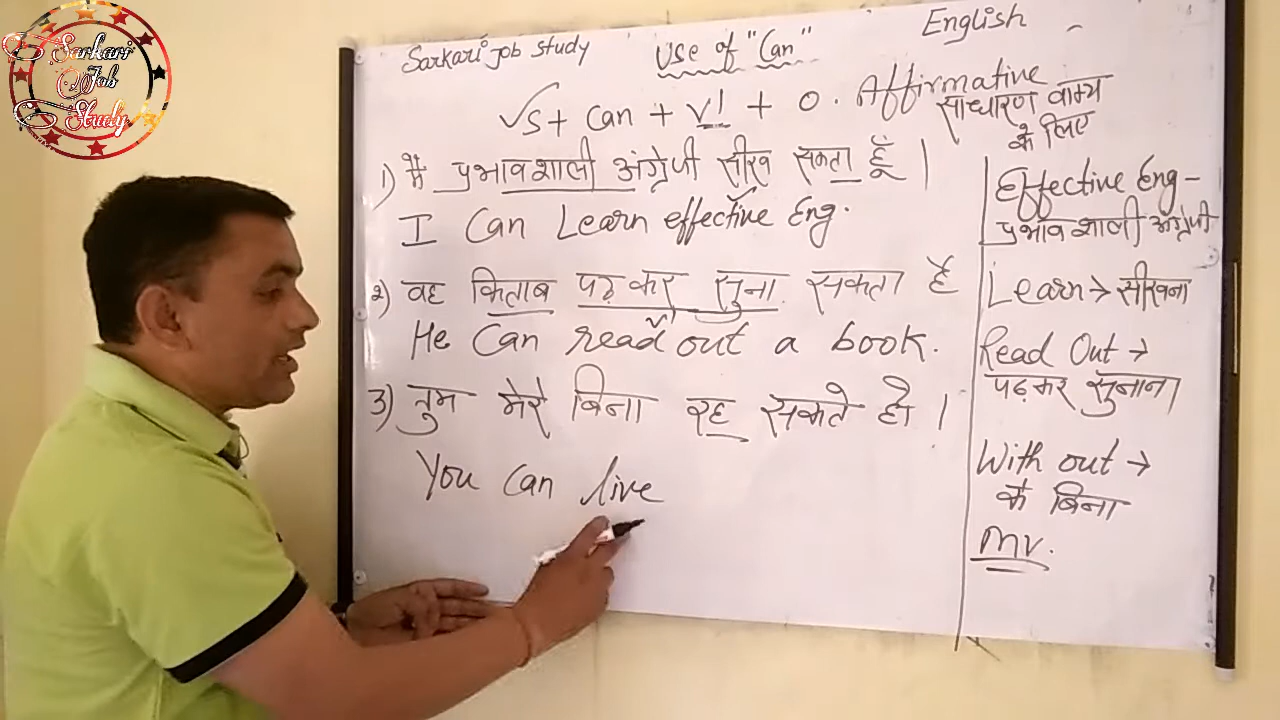 Sarkari
Job
Study
Sarkari job study
Use of "Can"
English
√S + can + V1 + O. Affirmative
साधारण वाक्य
के लिए
1) मैं प्रभावशाली अंग्रेजी सीख सकता हूँ |
I Can Learn effective Eng.
२) वह किताब पढ़कर सुना सकता है
He Can read out a book.
3) तुम मेरे बिना रह सकते हो |
You Can live
Effective Eng -
प्रभावशाली अंग्रेजी
Learn → सीखना
Read Out →
पढ़कर सुनाना
With out →
के बिना
Mr.